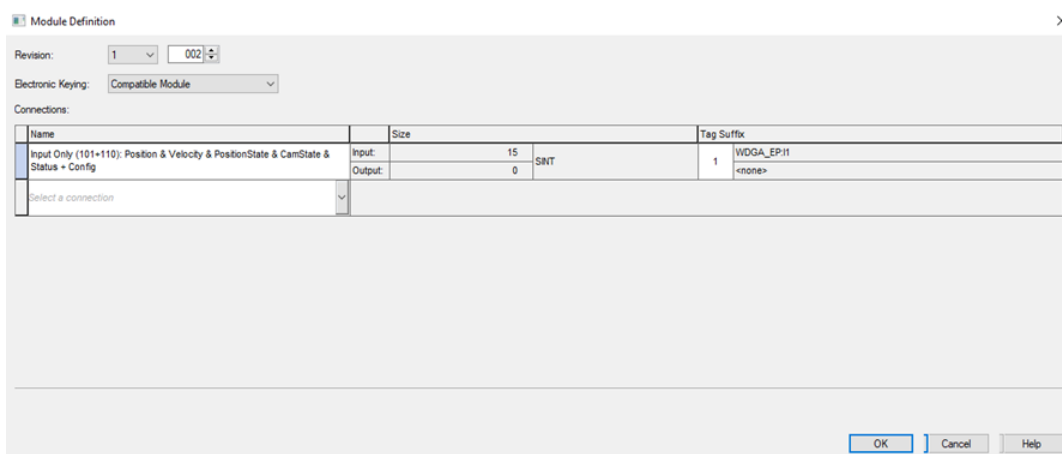 Module Definition
Revision: 1 002
Electronic Keying: Compatible Module
Connections:
Name Size Tag Suffix
Input Only (101+110): Position & Velocity & PositionState & CamState &
Status + Config
Input: 15 SINT 1 WDGA_EP:I1
Output: 0 <none>
Select a connection
OK Cancel Help